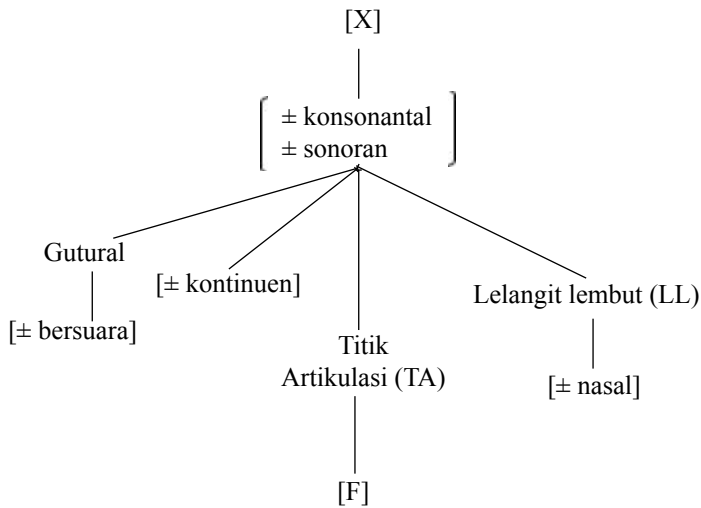 [X]
± konsonantal
± sonoran
Gutural
[± kontinuen]
Lelangit lembut (LL)
[± bersuara]
Titik
Artikulasi (TA)
[± nasal]
[F]